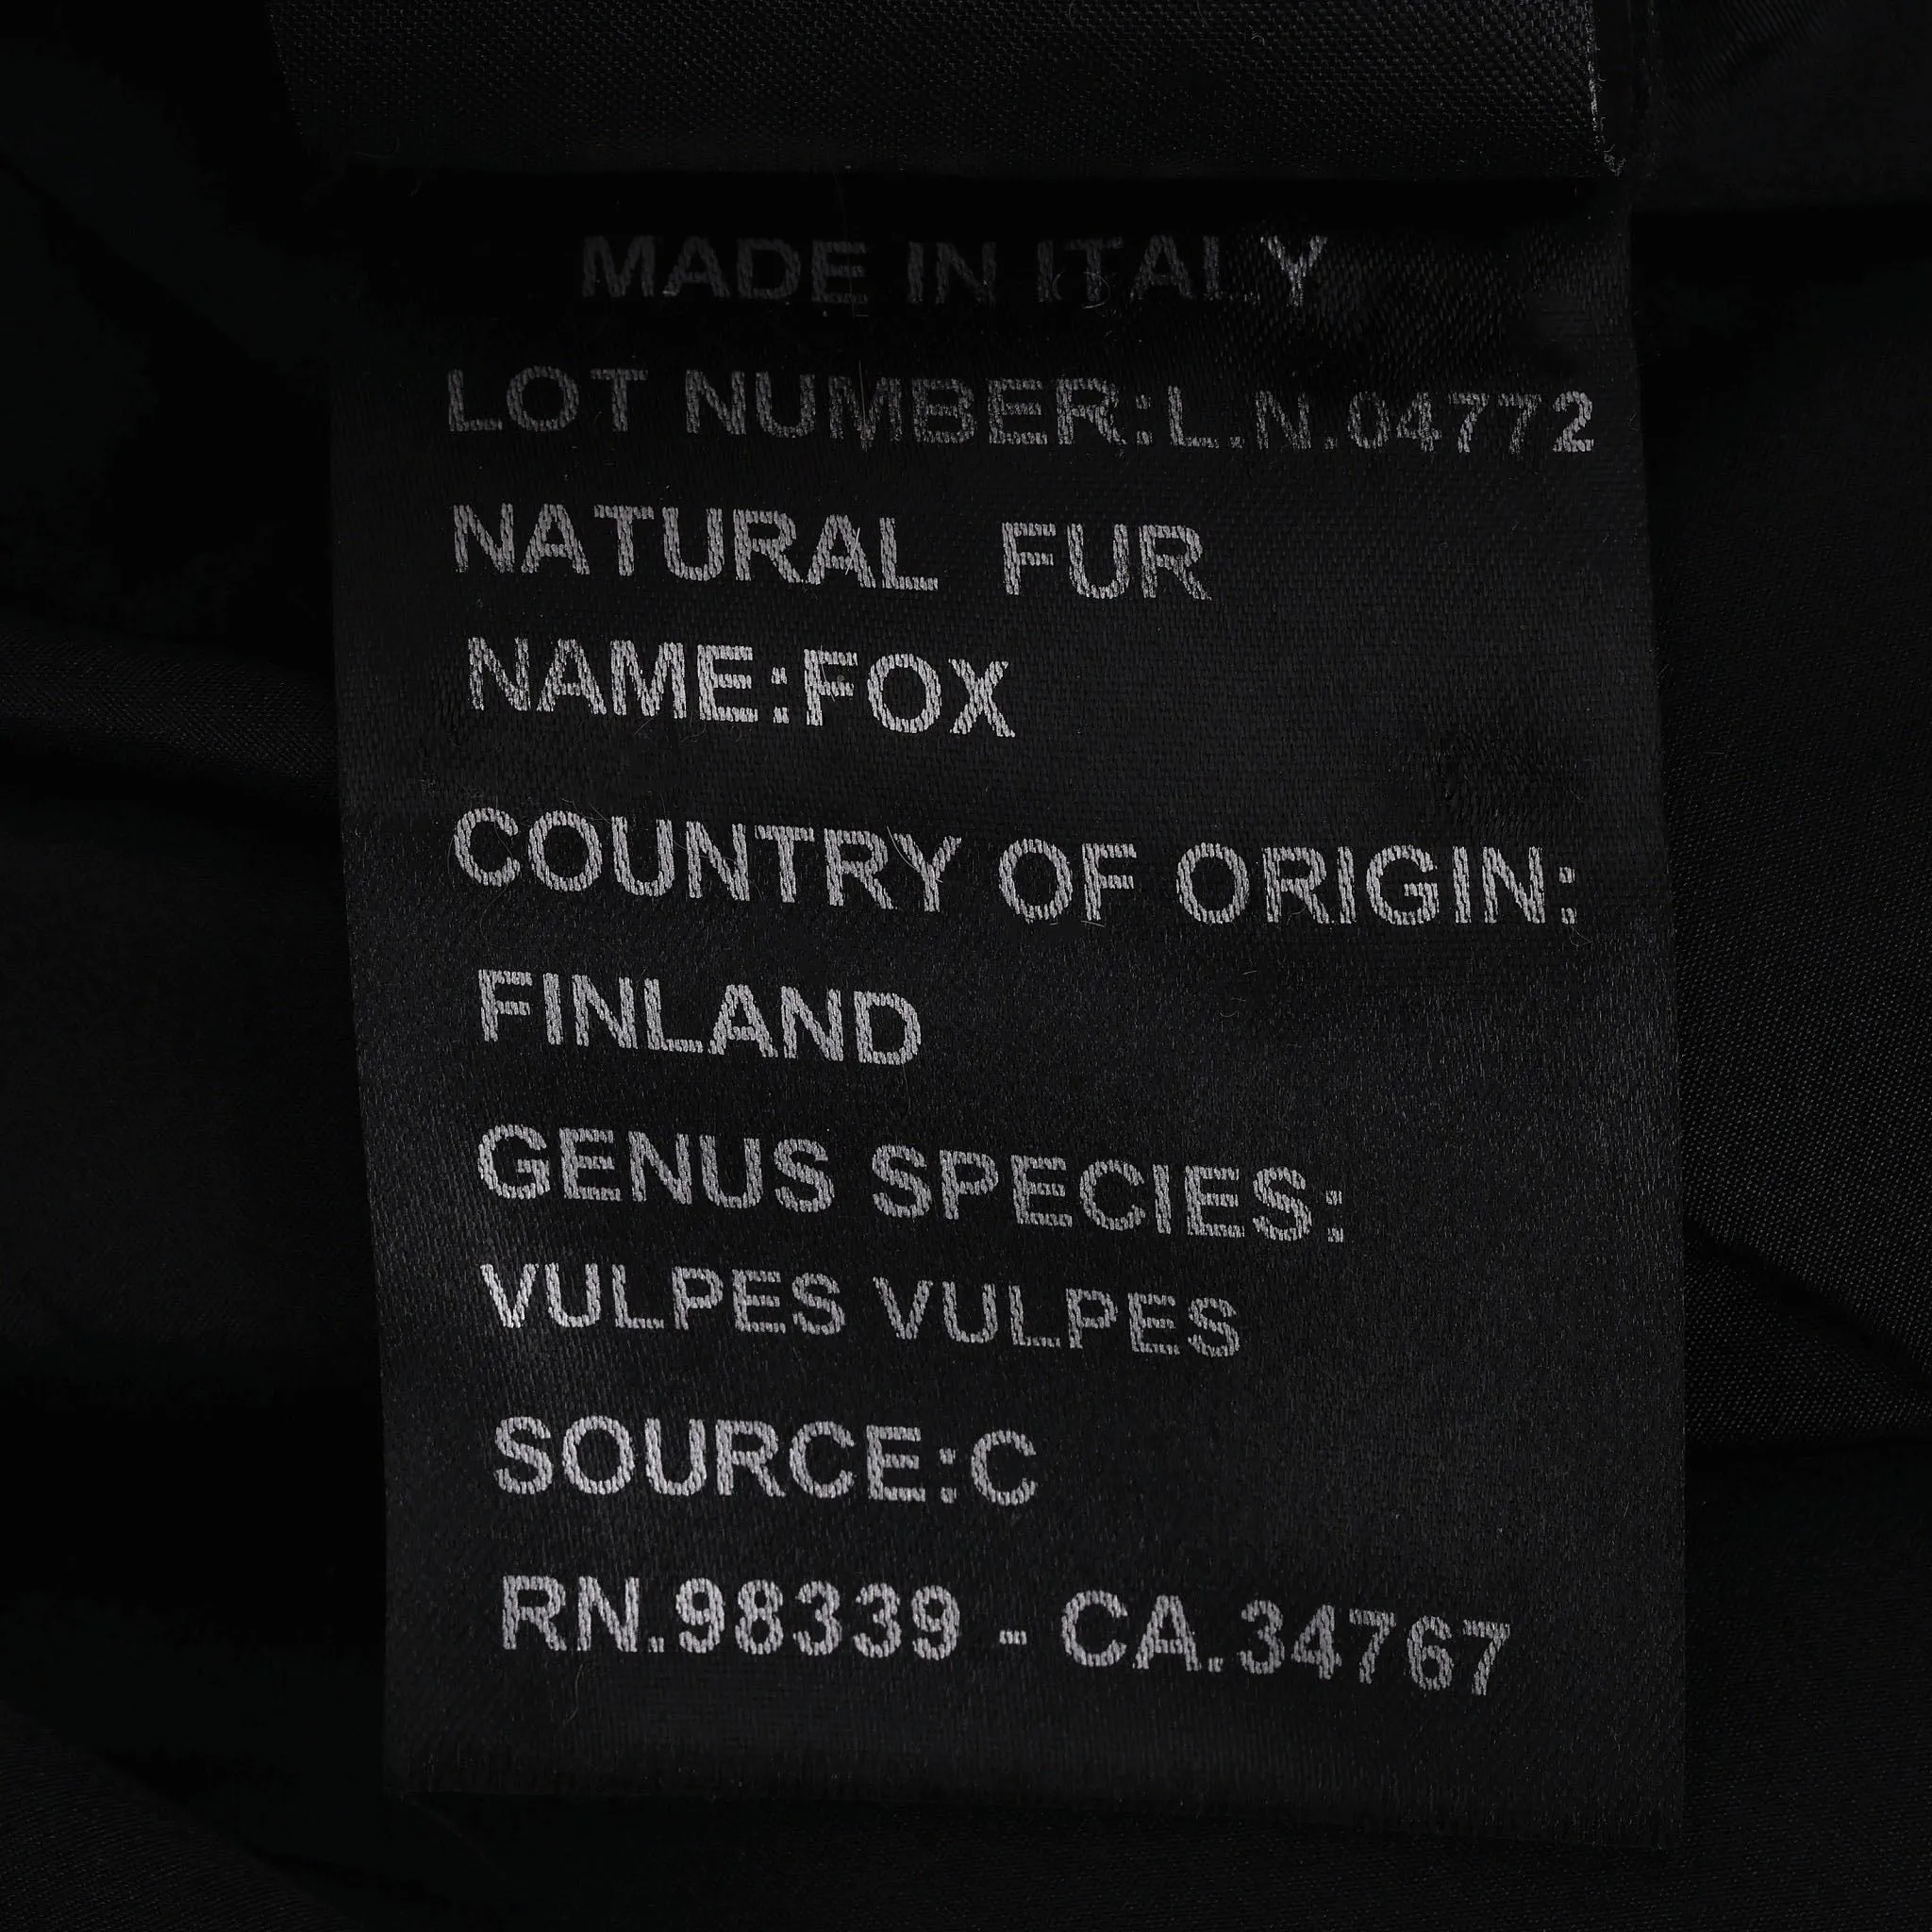 MADE IN ITALY
LOT NUMBER:L.N.04772
NATURAL FUR
NAME:FOX
COUNTRY OF ORIGIN:
FINLAND
GENUS SPECIES:
VULPES VULPES
SOURCE:C
RN.98339 - CA.34767